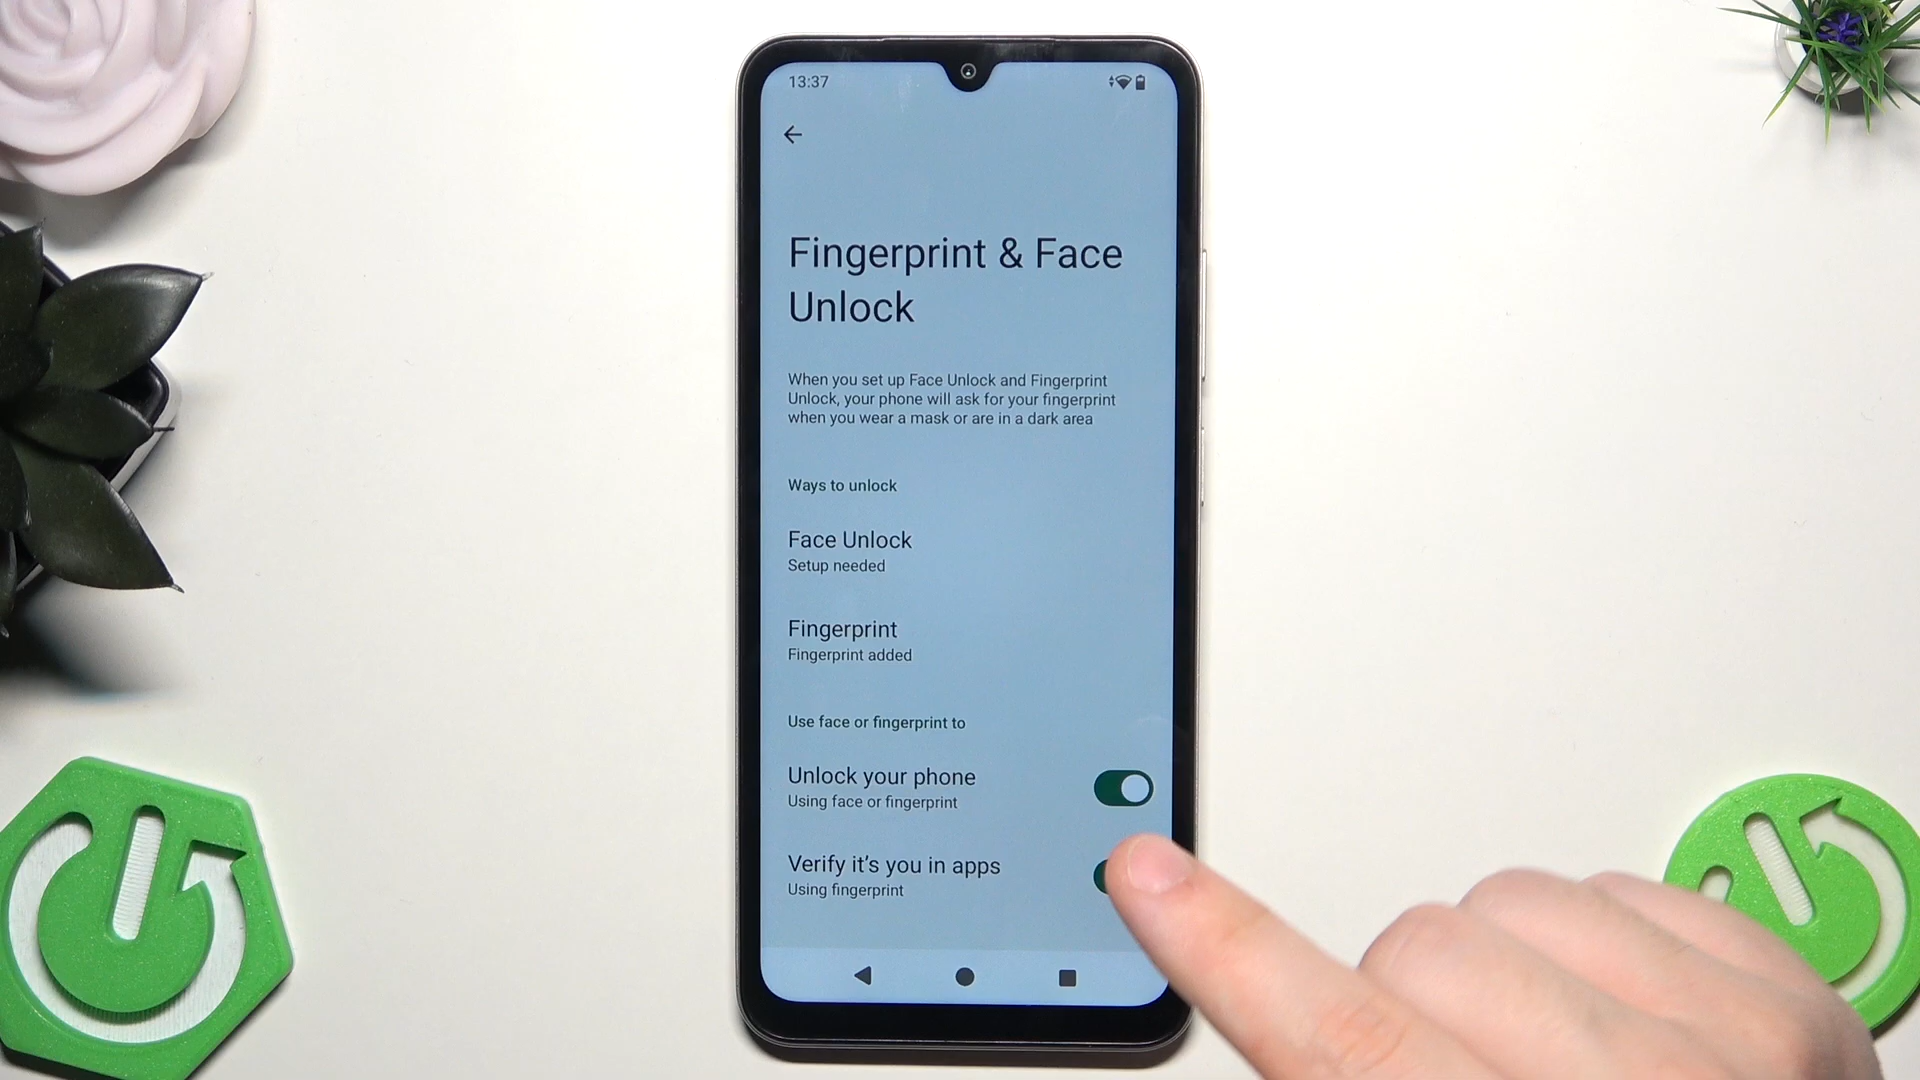 13:37
Fingerprint & Face
Unlock
When you set up Face Unlock and Fingerprint
Unlock, your phone will ask for your fingerprint
when you wear a mask or are in a dark area
Ways to unlock
Face Unlock
Setup needed
Fingerprint
Fingerprint added
Use face or fingerprint to
Unlock your phone
Using face or fingerprint
Verify it's you in apps
Using fingerprint